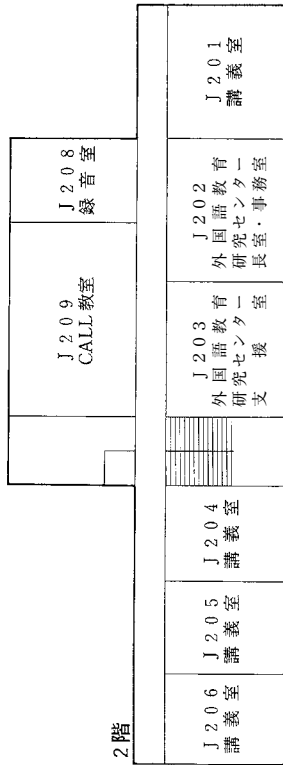 2階
J209
CALL教室
J208
録音室
J206
講義室
J205
講義室
J204
講義室
J203
外国語教育
研究センター
支援室
J202
外国語教育
研究センター
長室・事務室
J201
講義室